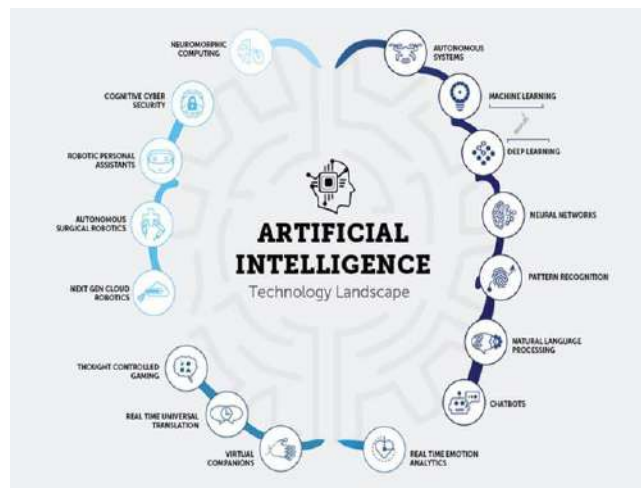 NEUROMORPHIC
COMPUTING
COGNITIVE CYBER
SECURITY
ROBOTIC PERSONAL
ASSISTANTS
AUTONOMOUS
SURGICAL ROBOTICS
NEXT GEN CLOUD
ROBOTICS
THOUGHT CONTROLLED
GAMING
REAL TIME UNIVERSAL
TRANSLATION
VIRTUAL
COMPANIONS
ARTIFICIAL
INTELLIGENCE
Technology Landscape
AUTONOMOUS
SYSTEMS
MACHINE LEARNING
DEEP LEARNING
NEURAL NETWORKS
PATTERN RECOGNITION
NATURAL LANGUAGE
PROCESSING
CHATBOTS
REAL TIME EMOTION
ANALYTICS